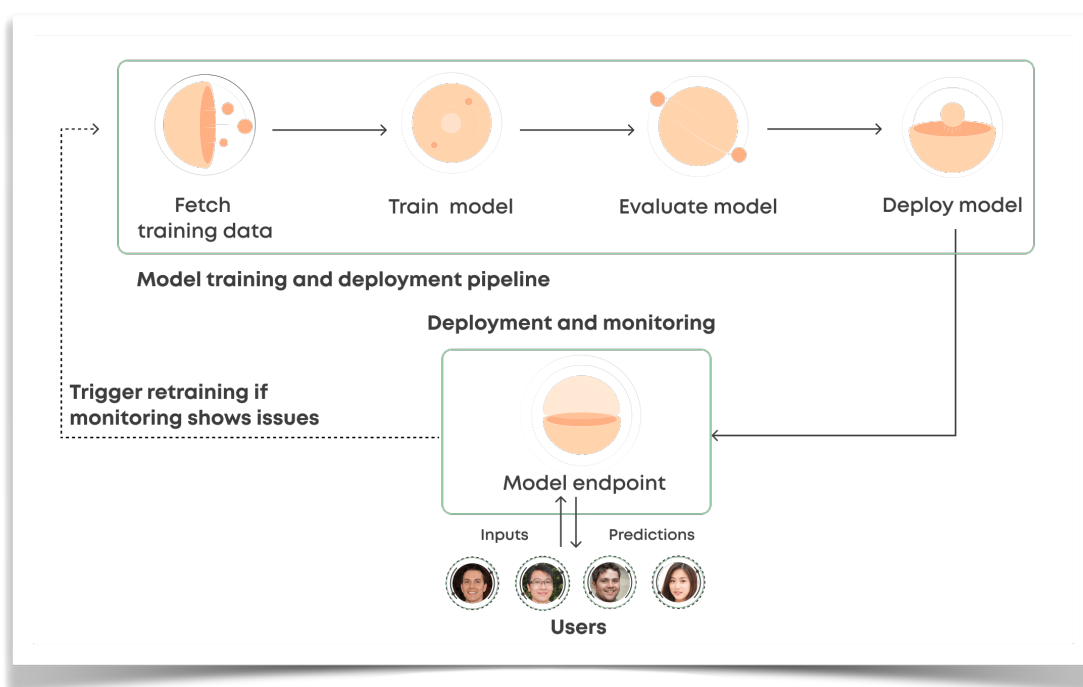 Fetch
training data
Train model
Evaluate model
Deploy model
Model training and deployment pipeline
Deployment and monitoring
Trigger retraining if
monitoring shows issues
Model endpoint
Inputs
Predictions
Users